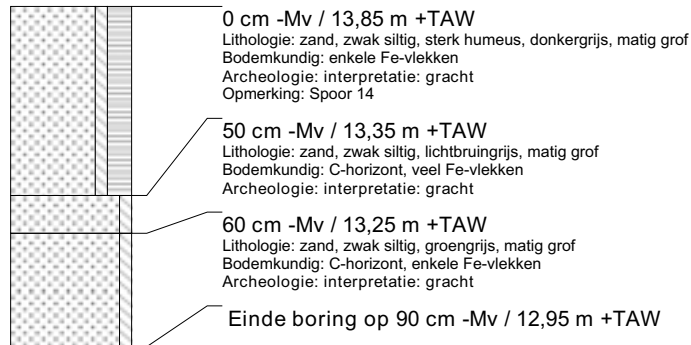 0 cm -Mv / 13,85 m +TAW
Lithologie: zand, zwak siltig, sterk humeus, donkergrijs, matig grof
Bodemkundig: enkele Fe-vlekken
Archeologie: interpretatie: gracht
Opmerking: Spoor 14
50 cm -Mv / 13,35 m +TAW
Lithologie: zand, zwak siltig, lichtbruingrijs, matig grof
Bodemkundig: C-horizont, veel Fe-vlekken
Archeologie: interpretatie: gracht
60 cm -Mv / 13,25 m +TAW
Lithologie: zand, zwak siltig, groengrijs, matig grof
Bodemkundig: C-horizont, enkele Fe-vlekken
Archeologie: interpretatie: gracht
Einde boring op 90 cm -Mv / 12,95 m +TAW